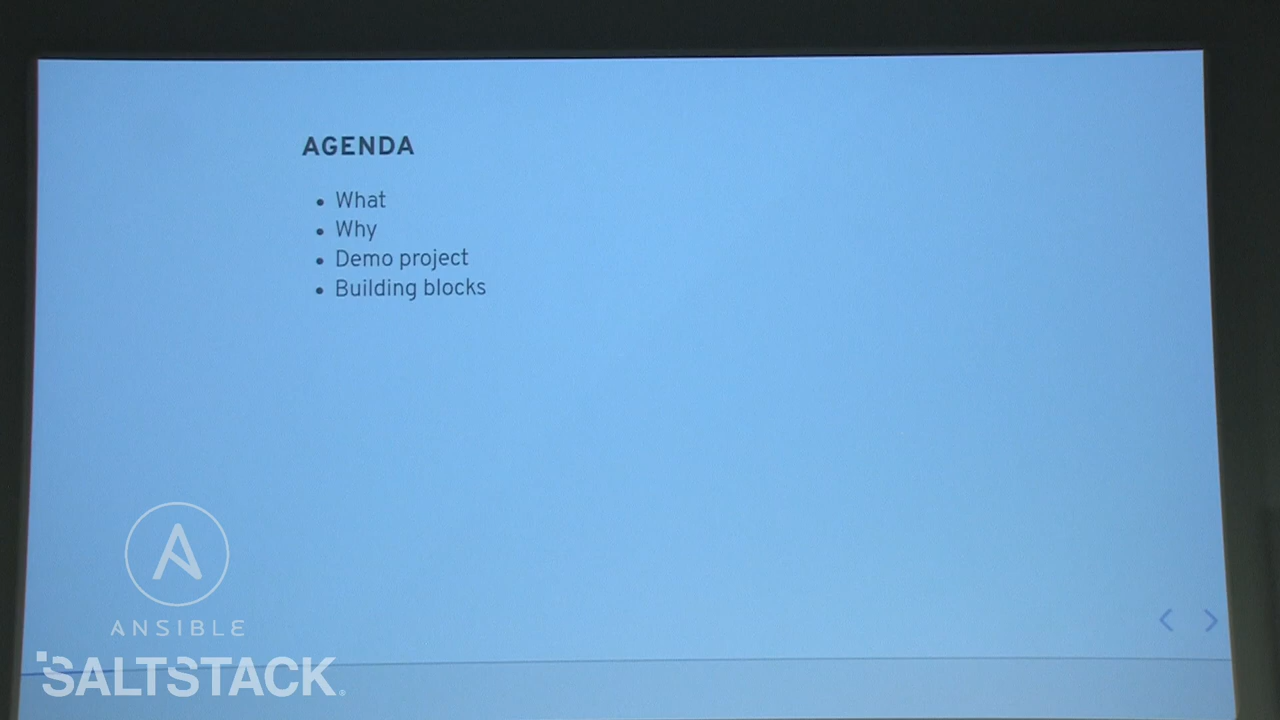 AGENDA
What
Why
Demo project
Building blocks
ANSIBLE
SALTSTACK